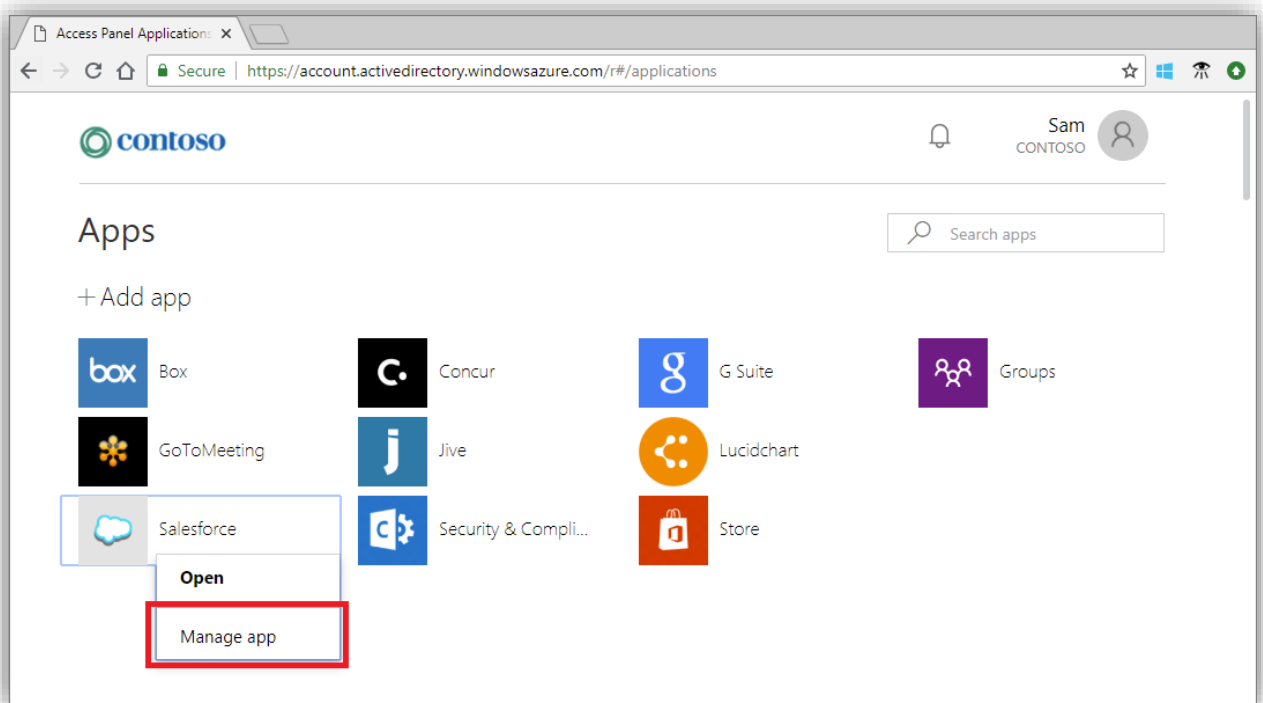 Access Panel Applications
Secure | https://account.activedirectory.windowsazure.com/r#/applications
contoso
Sam
CONTOSO
Apps
Search apps
+ Add app
box Box
C. Concur
g G Suite
Groups
GoToMeeting
j Jive
Lucidchart
Salesforce
Security & Compli...
Store
Open
Manage app